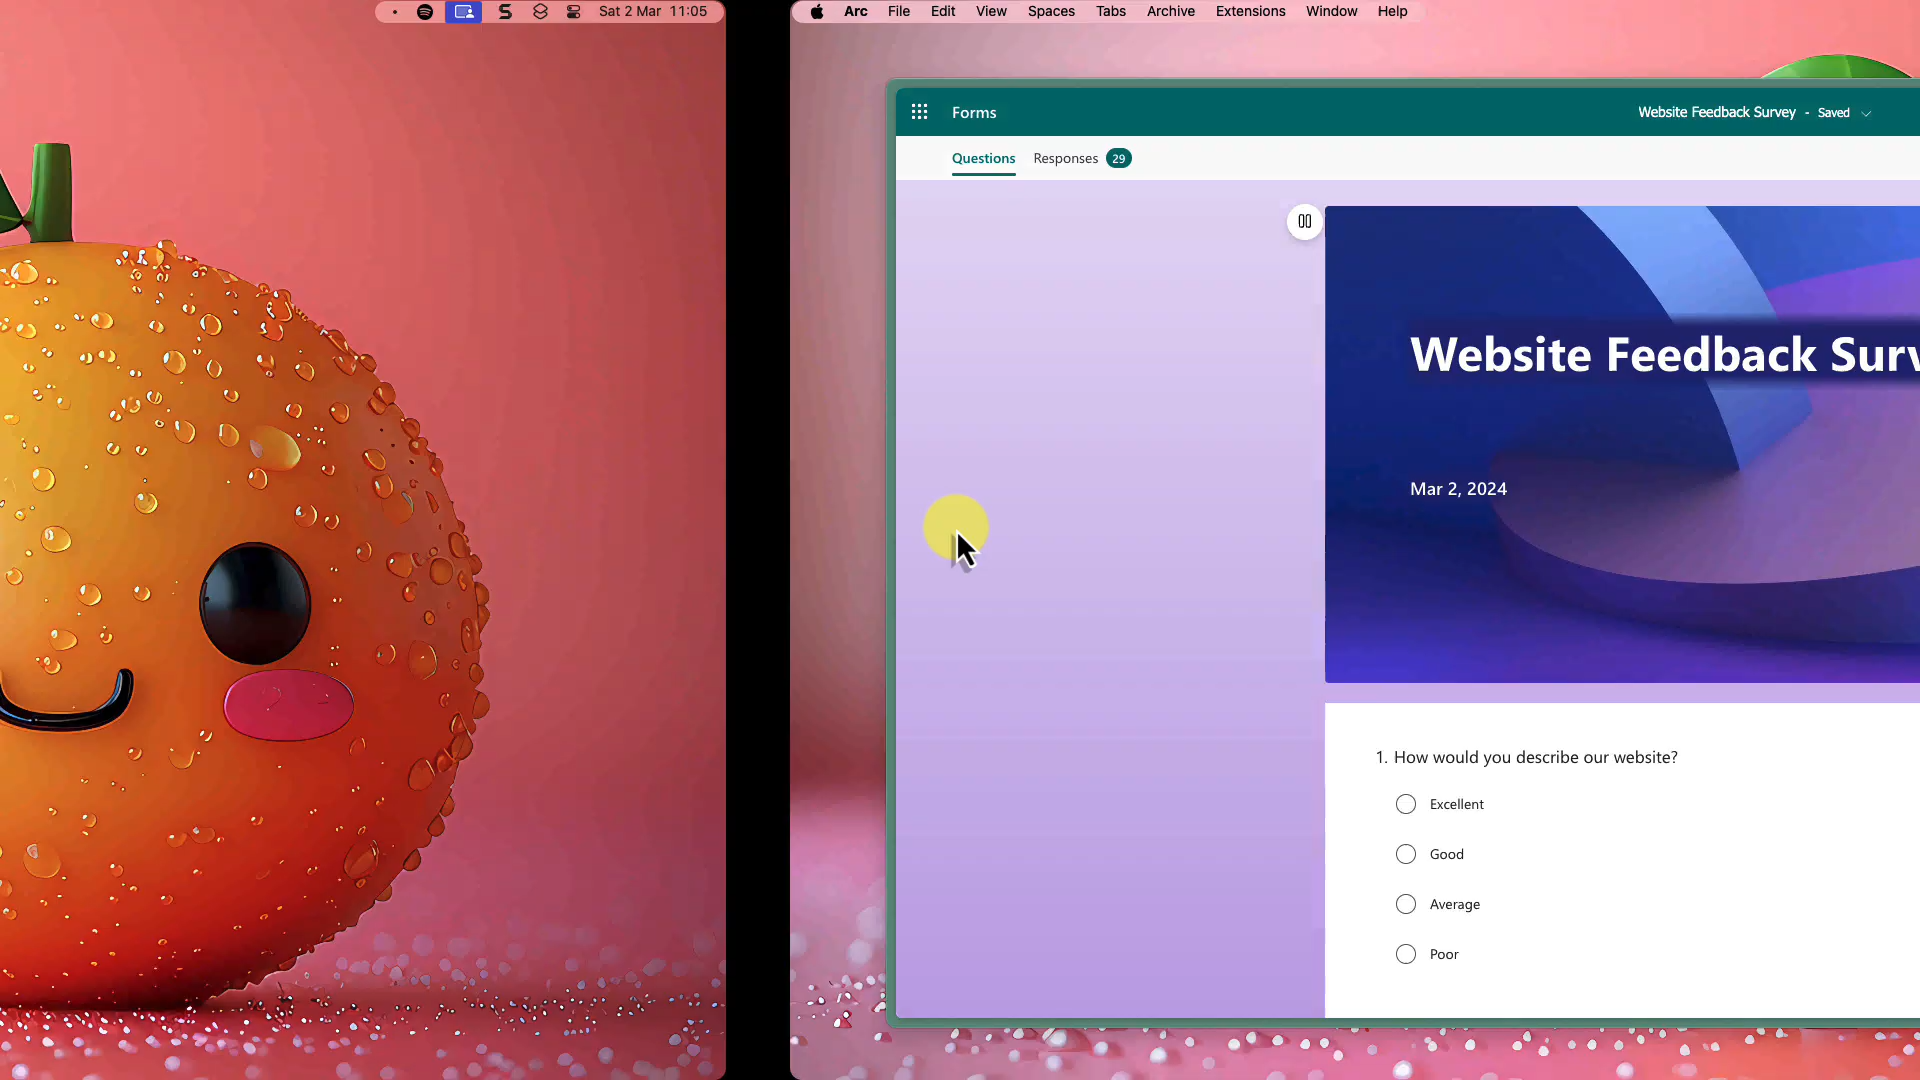 Sat 2 Mar 11:05
Arc File Edit View Spaces Tabs Archive Extensions Window Help
Forms
Website Feedback Survey - Saved
Questions Responses 29
Website Feedback Surv
Mar 2, 2024
1. How would you describe our website?
Excellent
Good
Average
Poor